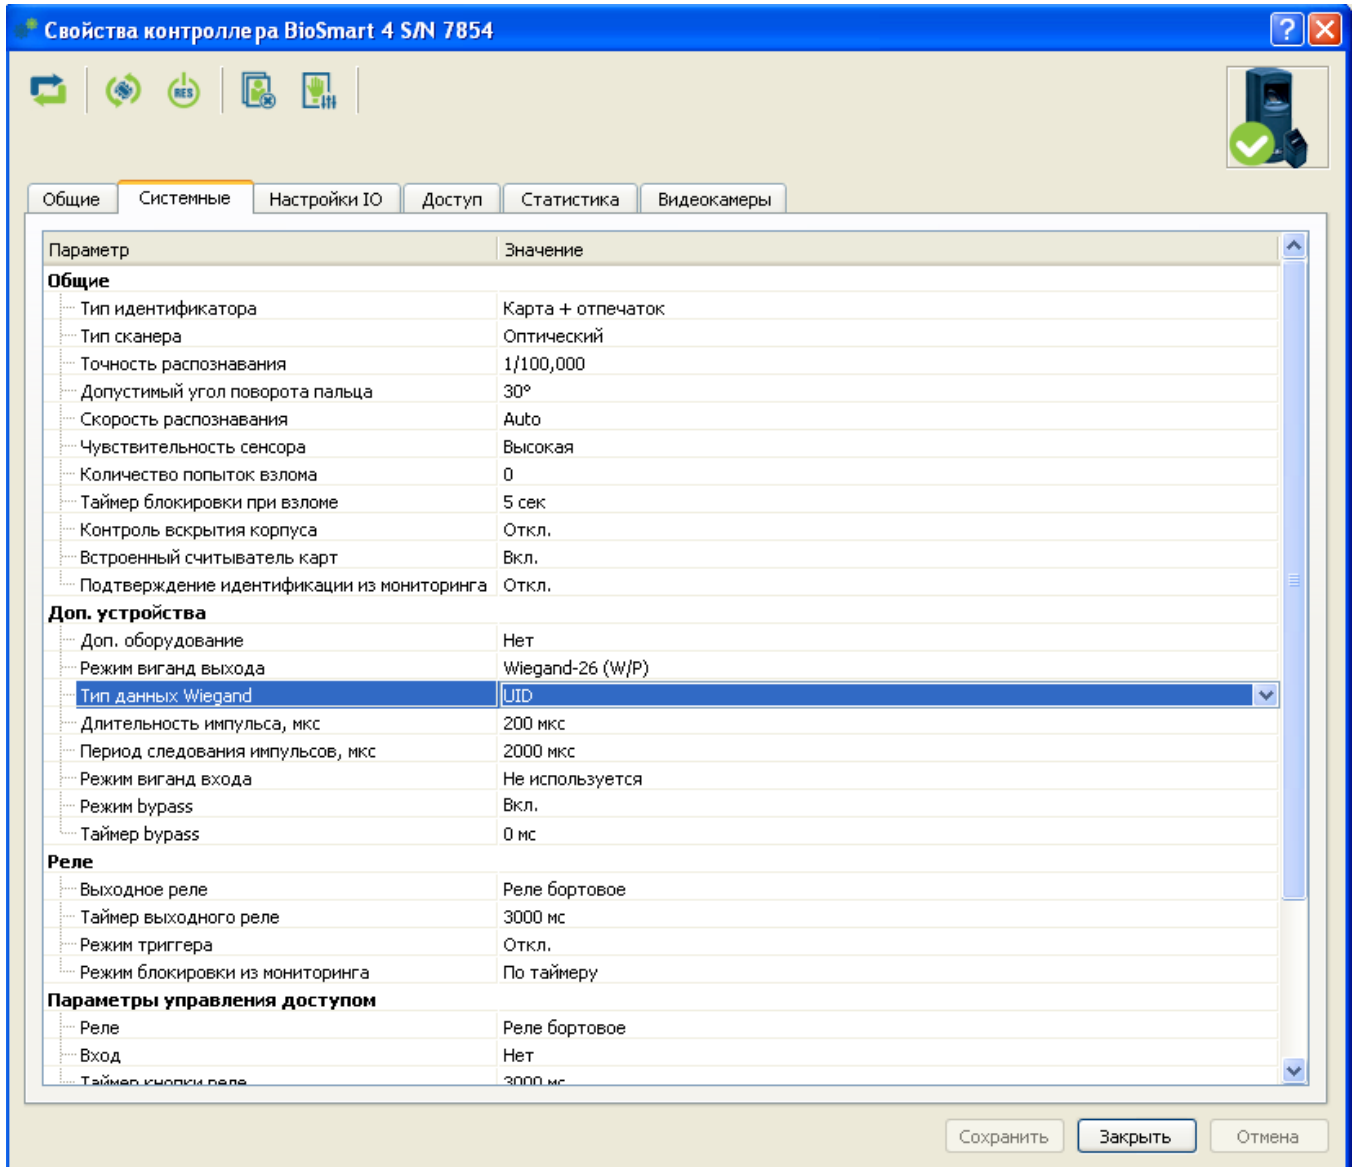 Свойства контроллера BioSmart 4 S/N 7854
RES
Общие Системные Настройки IO Доступ Статистика Видеокамеры
Параметр Значение
Общие
Тип идентификатора Карта + отпечаток
Тип сканера Оптический
Точность распознавания 1/100,000
Допустимый угол поворота пальца 30°
Скорость распознавания Auto
Чувствительность сенсора Высокая
Количество попыток взлома 0
Таймер блокировки при взломе 5 сек
Контроль вскрытия корпуса Откл.
Встроенный считыватель карт Вкл.
Подтверждение идентификации из мониторинга Откл.
Доп. устройства
Доп. оборудование Нет
Режим виганд выхода Wiegand-26 (W/P)
Тип данных Wiegand UID
Длительность импульса, мкс 200 мкс
Период следования импульсов, мкс 2000 мкс
Режим виганд входа Не используется
Режим bypass Вкл.
Таймер bypass 0 мс
Реле
Выходное реле Реле бортовое
Таймер выходного реле 3000 мс
Режим триггера Откл.
Режим блокировки из мониторинга По таймеру
Параметры управления доступом
Реле Реле бортовое
Вход Нет
Таймер кнопки реле 3000 мс
Сохранить Закрыть Отмена